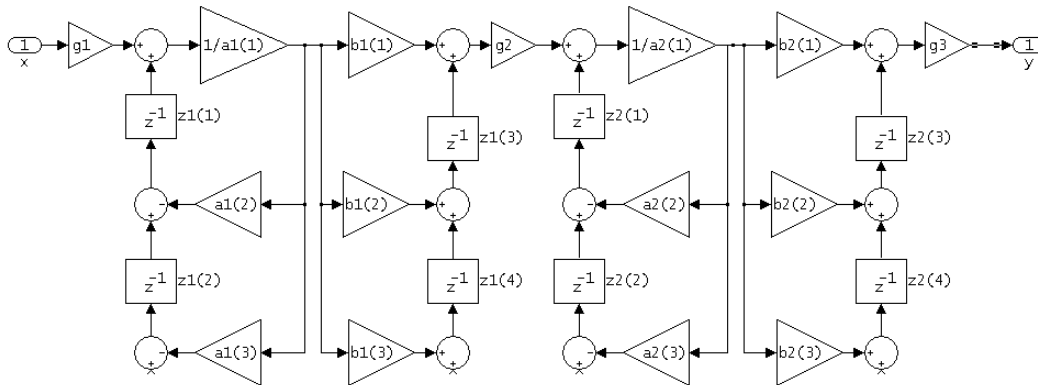 1 g1 + + 1/a1(1) b1(1) + + g2 + + 1/a2(1) b2(1) + + g3 1
x y
z⁻¹ z1(1) z⁻¹ z1(3) z⁻¹ z2(1) z⁻¹ z2(3)
+ - a1(2) b1(2) + + + - a2(2) b2(2) + +
z⁻¹ z1(2) z⁻¹ z1(4) z⁻¹ z2(2) z⁻¹ z2(4)
+ - a1(3) b1(3) + + + - a2(3) b2(3) + +